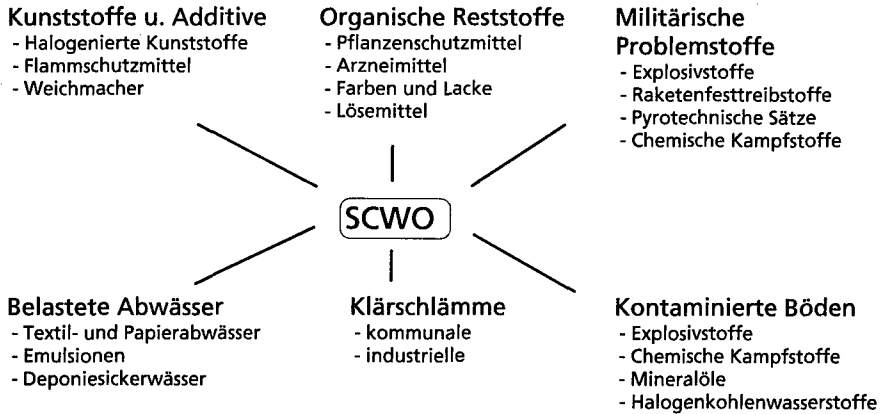 Kunststoffe u. Additive
- Halogenierte Kunststoffe
- Flammschutzmittel
- Weichmacher
Organische Reststoffe
- Pflanzenschutzmittel
- Arzneimittel
- Farben und Lacke
- Lösemittel
Militärische
Problemstoffe
- Explosivstoffe
- Raketenfesttreibstoffe
- Pyrotechnische Sätze
- Chemische Kampfstoffe
SCWO
Belastete Abwässer
- Textil- und Papierabwässer
- Emulsionen
- Deponiesickerwässer
Klärschlämme
- kommunale
- industrielle
Kontaminierte Böden
- Explosivstoffe
- Chemische Kampfstoffe
- Mineralöle
- Halogenkohlenwasserstoffe